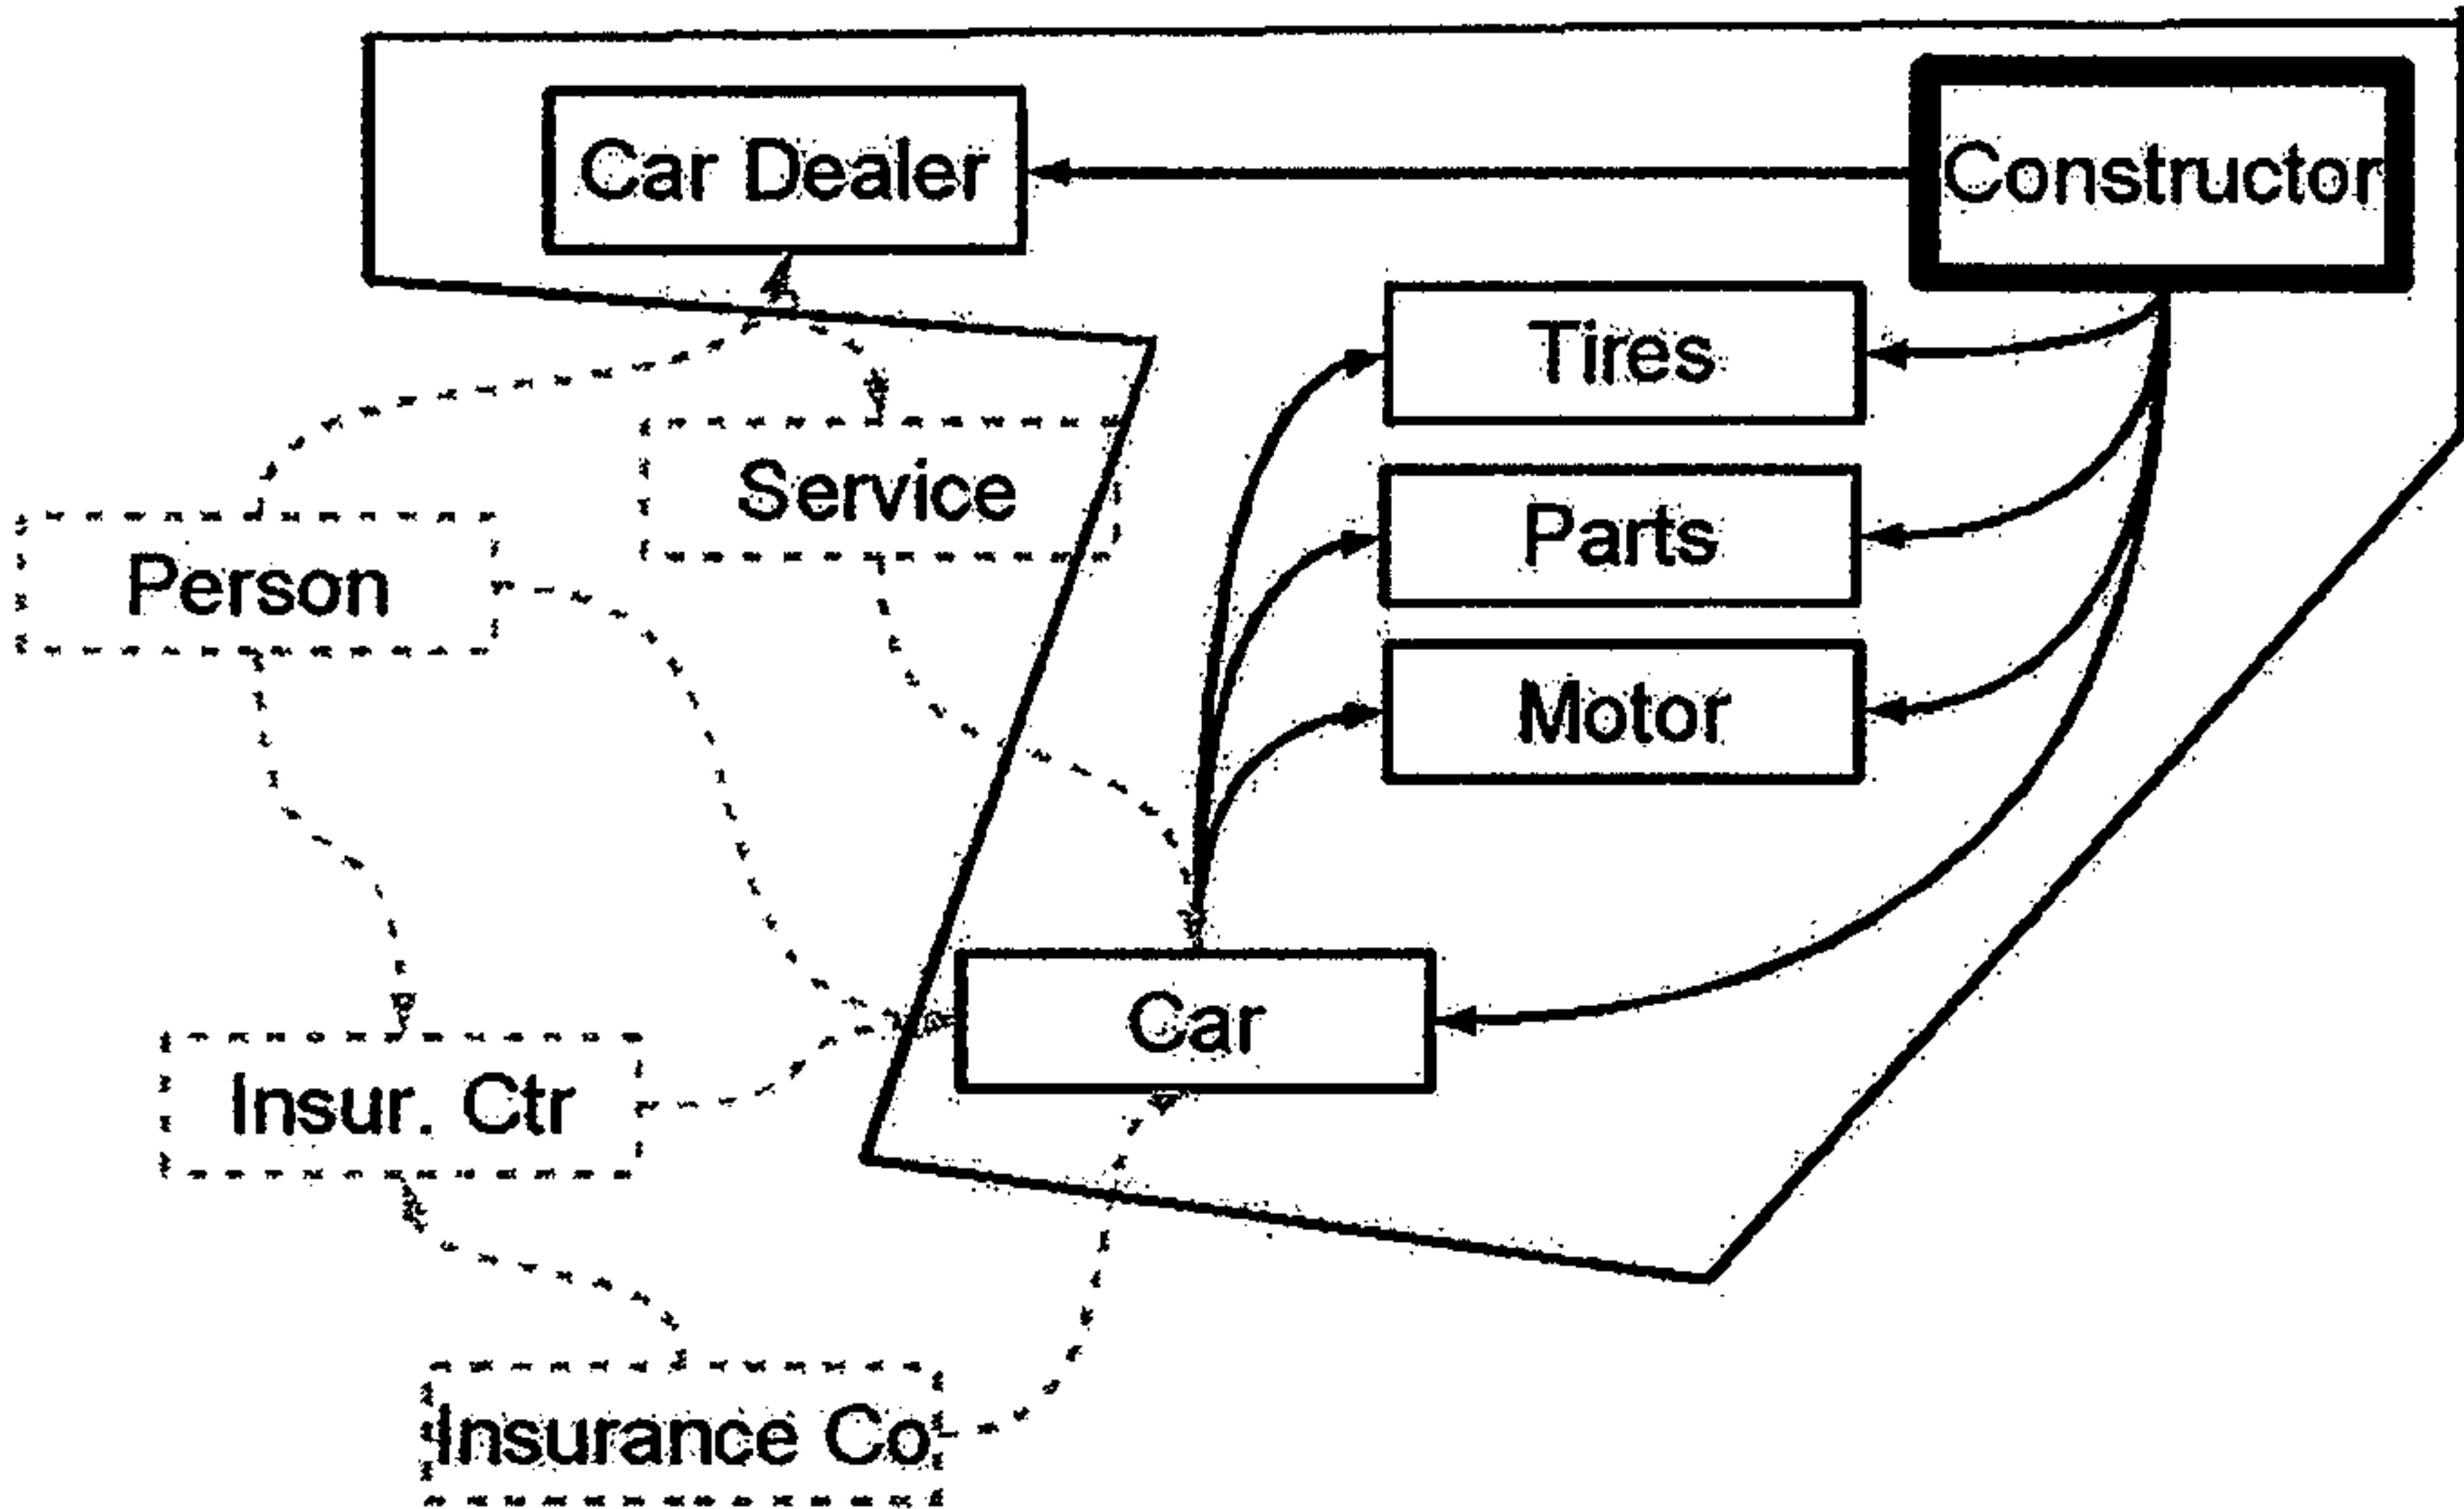 Car Dealer
Constructor
Tires
Service
Parts
Person
Motor
Car
Insur. Ctr
Insurance Co